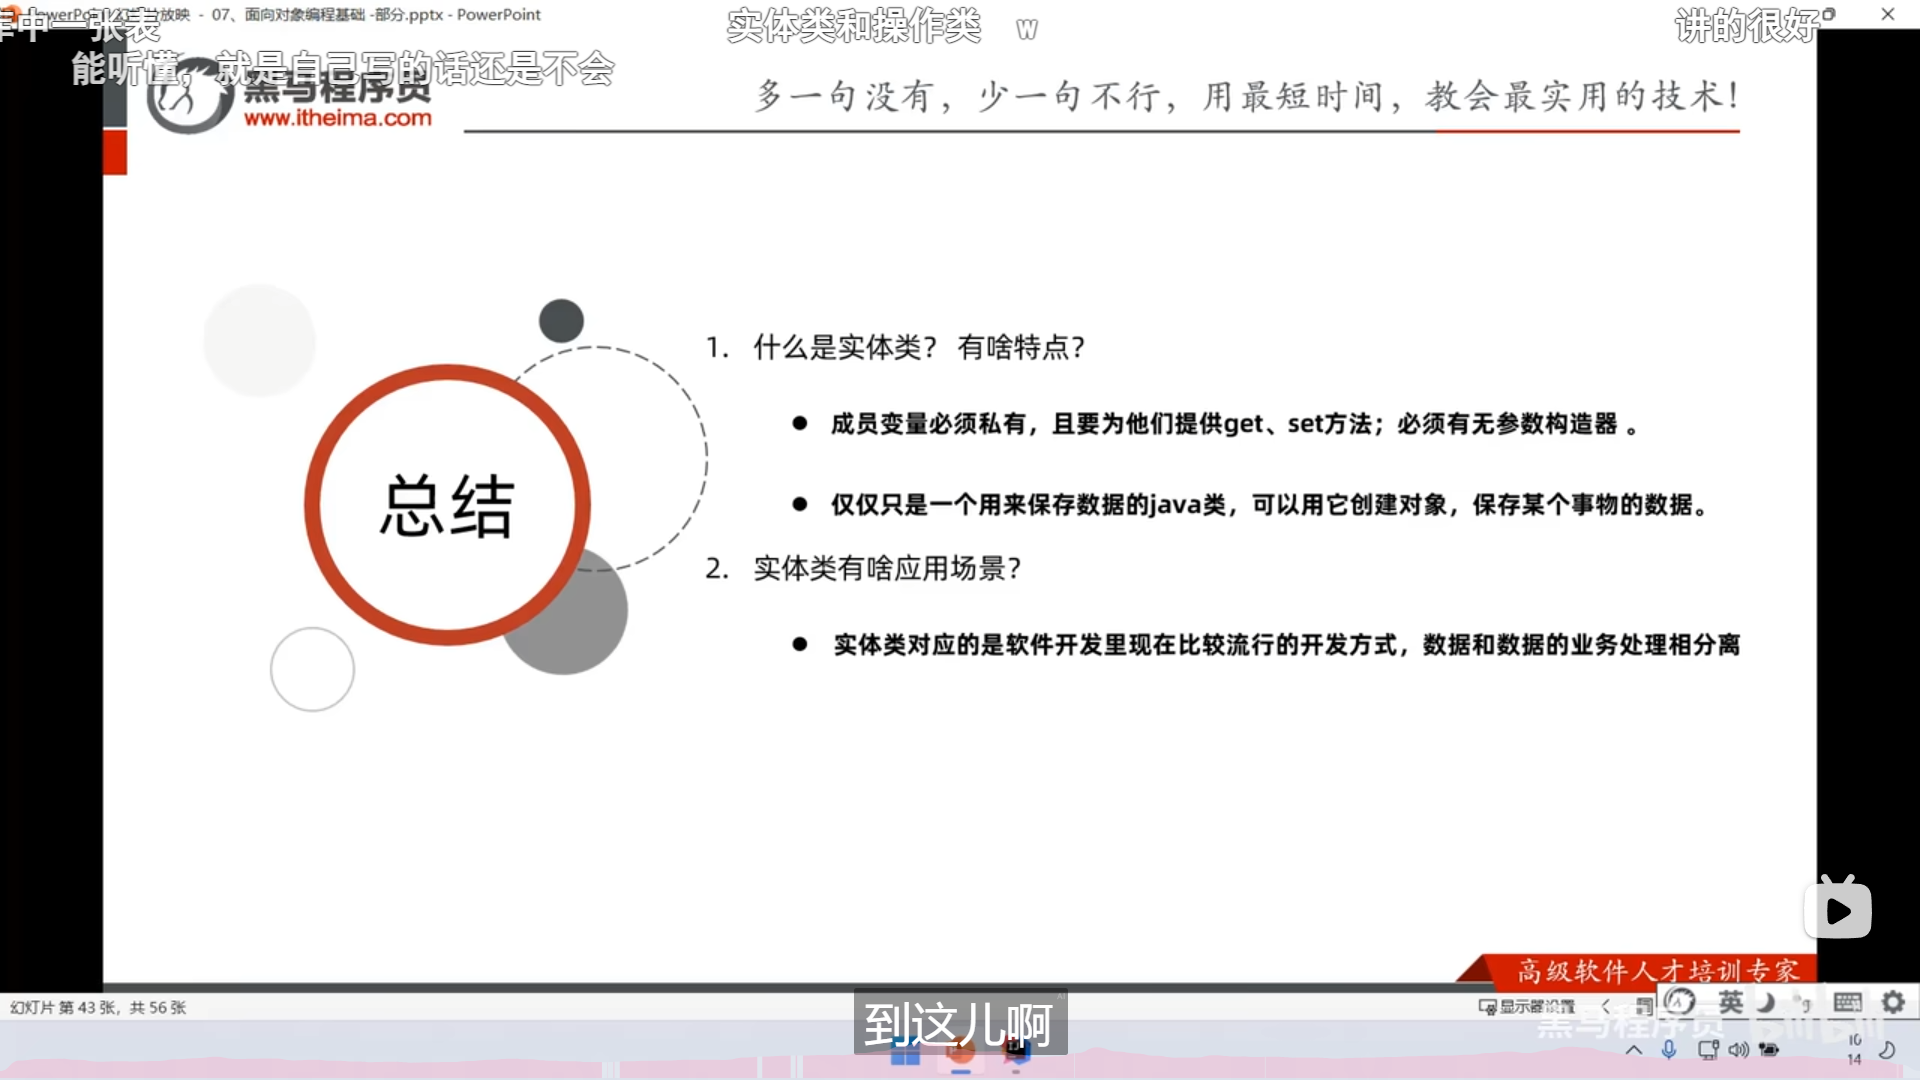 幻灯片放映 - 07、面向对象编程基础 -部分.pptx - PowerPoint
库中一张表
实体类和操作类
w
讲的很好
能听懂，就是自己写的话还是不会
黑马程序员
www.itheima.com
多一句没有，少一句不行，用最短时间，教会最实用的技术！
总结
1. 什么是实体类？ 有啥特点？
● 成员变量必须私有，且要为他们提供get、set方法；必须有无参数构造器 。
● 仅仅只是一个用来保存数据的java类，可以用它创建对象，保存某个事物的数据。
2. 实体类有啥应用场景？
● 实体类对应的是软件开发里现在比较流行的开发方式，数据和数据的业务处理相分离
高级软件人才培训专家
幻灯片 第 43 张，共 56 张
显示器设置
英
到这儿啊
黑马程序员
bilibili
10
14